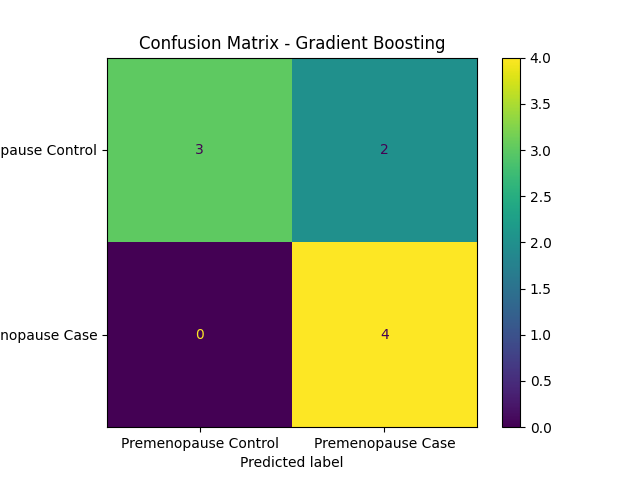 Confusion Matrix - Gradient Boosting
pause Control
3
2
nopause Case
0
4
Premenopause Control
Premenopause Case
Predicted label
4.0
3.5
3.0
2.5
2.0
1.5
1.0
0.5
0.0